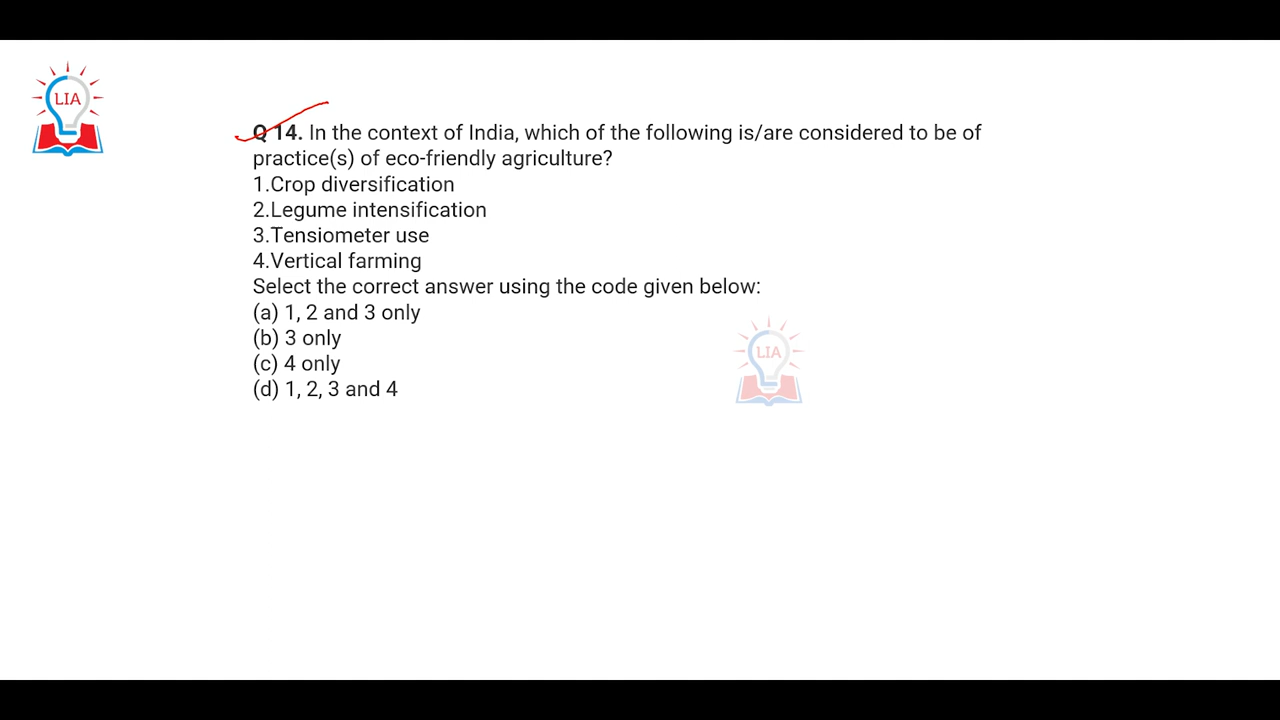 LIA
Q 14. In the context of India, which of the following is/are considered to be of
practice(s) of eco-friendly agriculture?
1.Crop diversification
2.Legume intensification
3.Tensiometer use
4.Vertical farming
Select the correct answer using the code given below:
(a) 1, 2 and 3 only
(b) 3 only
(c) 4 only
(d) 1, 2, 3 and 4
LIA